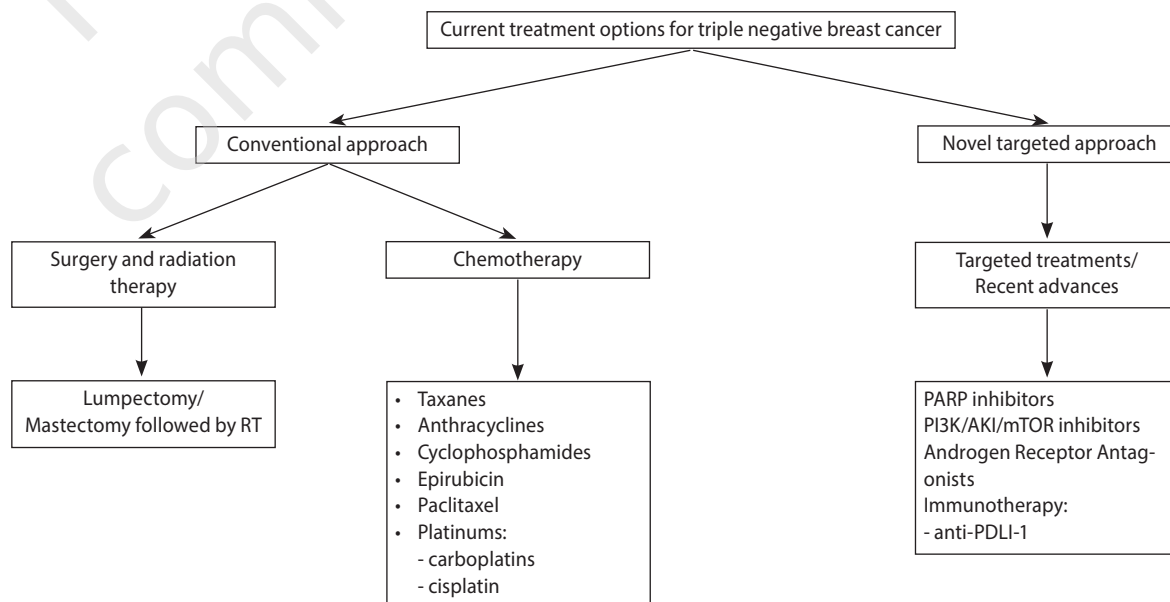 Current treatment options for triple negative breast cancer
Conventional approach
Novel targeted approach
Surgery and radiation
therapy
Chemotherapy
Targeted treatments/
Recent advances
Lumpectomy/
Mastectomy followed by RT
• Taxanes
• Anthracyclines
• Cyclophosphamides
• Epirubicin
• Paclitaxel
• Platinums:
- carboplatins
- cisplatin
PARP inhibitors
PI3K/AKI/mTOR inhibitors
Androgen Receptor Antag-
onists
Immunotherapy:
- anti-PDLI-1